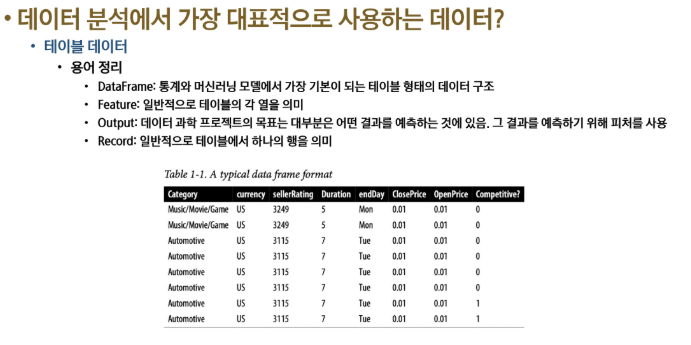 • 데이터 분석에서 가장 대표적으로 사용하는 데이터?
• 테이블 데이터
• 용어 정리
• DataFrame: 통계와 머신러닝 모델에서 가장 기본이 되는 테이블 형태의 데이터 구조
• Feature: 일반적으로 테이블의 각 열을 의미
• Output: 데이터 과학 프로젝트의 목표는 대부분은 어떤 결과를 예측하는 것에 있음. 그 결과를 예측하기 위해 피처를 사용
• Record: 일반적으로 테이블에서 하나의 행을 의미
Table 1-1. A typical data frame format
Category currency sellerRating Duration endDay ClosePrice OpenPrice Competitive?
Music/Movie/Game US 3249 5 Mon 0.01 0.01 0
Music/Movie/Game US 3249 5 Mon 0.01 0.01 0
Automotive US 3115 7 Tue 0.01 0.01 0
Automotive US 3115 7 Tue 0.01 0.01 0
Automotive US 3115 7 Tue 0.01 0.01 0
Automotive US 3115 7 Tue 0.01 0.01 0
Automotive US 3115 7 Tue 0.01 0.01 1
Automotive US 3115 7 Tue 0.01 0.01 1